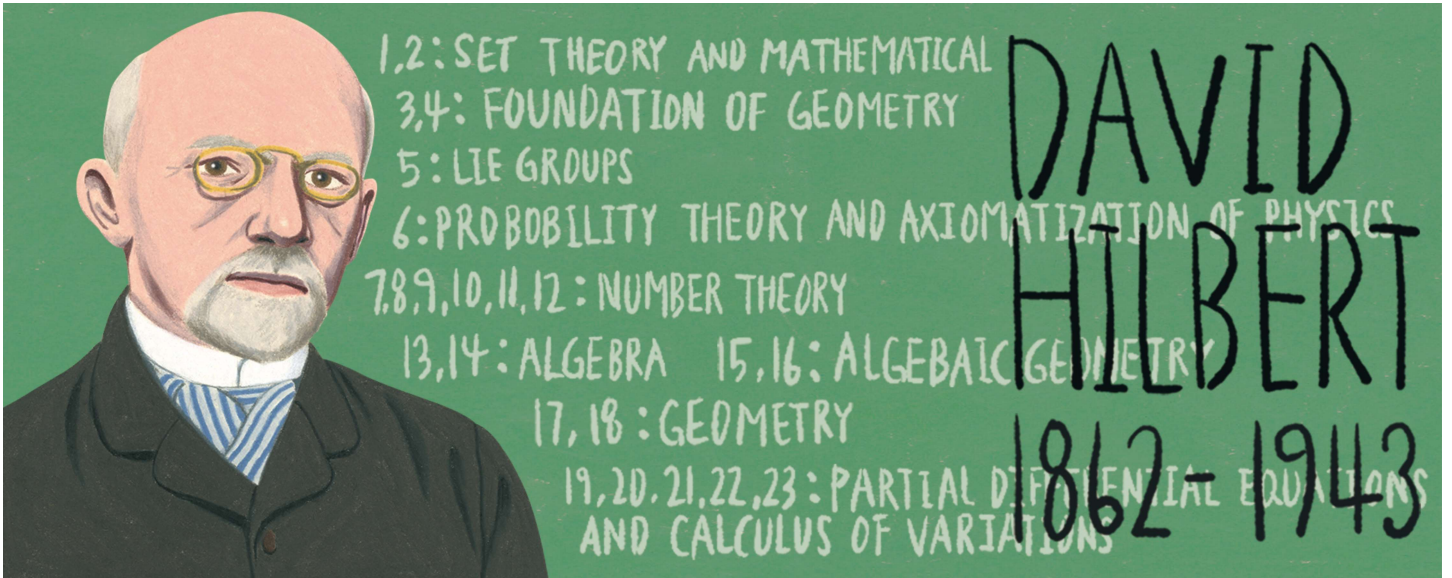 1,2: SET THEORY AND MATHEMATICAL
3,4: FOUNDATION OF GEOMETRY
5: LIE GROUPS
6: PROBOBILITY THEORY AND AXIOMATIZATION OF PHYSICS
7,8,9,10,11,12: NUMBER THEORY
13,14: ALGEBRA 15,16: ALGEBAIC GEOMETRY
17,18: GEOMETRY
19,20.21,22,23: PARTIAL DIFFERENTIAL EQUATIONS
AND CALCULUS OF VARIATIONS
DAVID
HILBERT
1862-1943